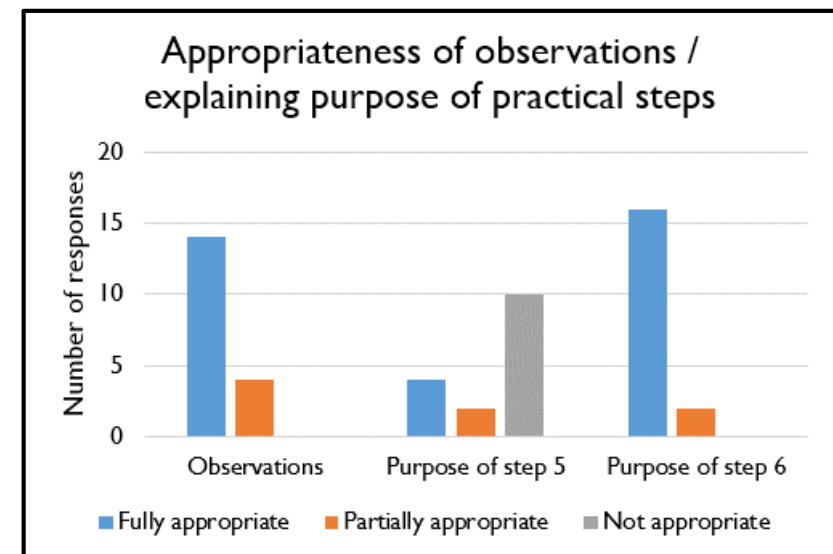 Appropriateness of observations /
explaining purpose of practical steps
Number of responses
20
15
10
5
0
Observations Purpose of step 5 Purpose of step 6
Fully appropriate Partially appropriate Not appropriate